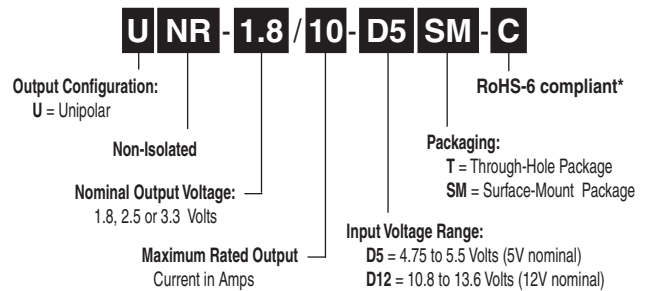 U NR - 1.8 / 10 - D5 SM - C
Output Configuration:
U = Unipolar
Non-Isolated
Nominal Output Voltage:
1.8, 2.5 or 3.3 Volts
Maximum Rated Output
Current in Amps
Input Voltage Range:
D5 = 4.75 to 5.5 Volts (5V nominal)
D12 = 10.8 to 13.6 Volts (12V nominal)
Packaging:
T = Through-Hole Package
SM = Surface-Mount Package
RoHS-6 compliant*